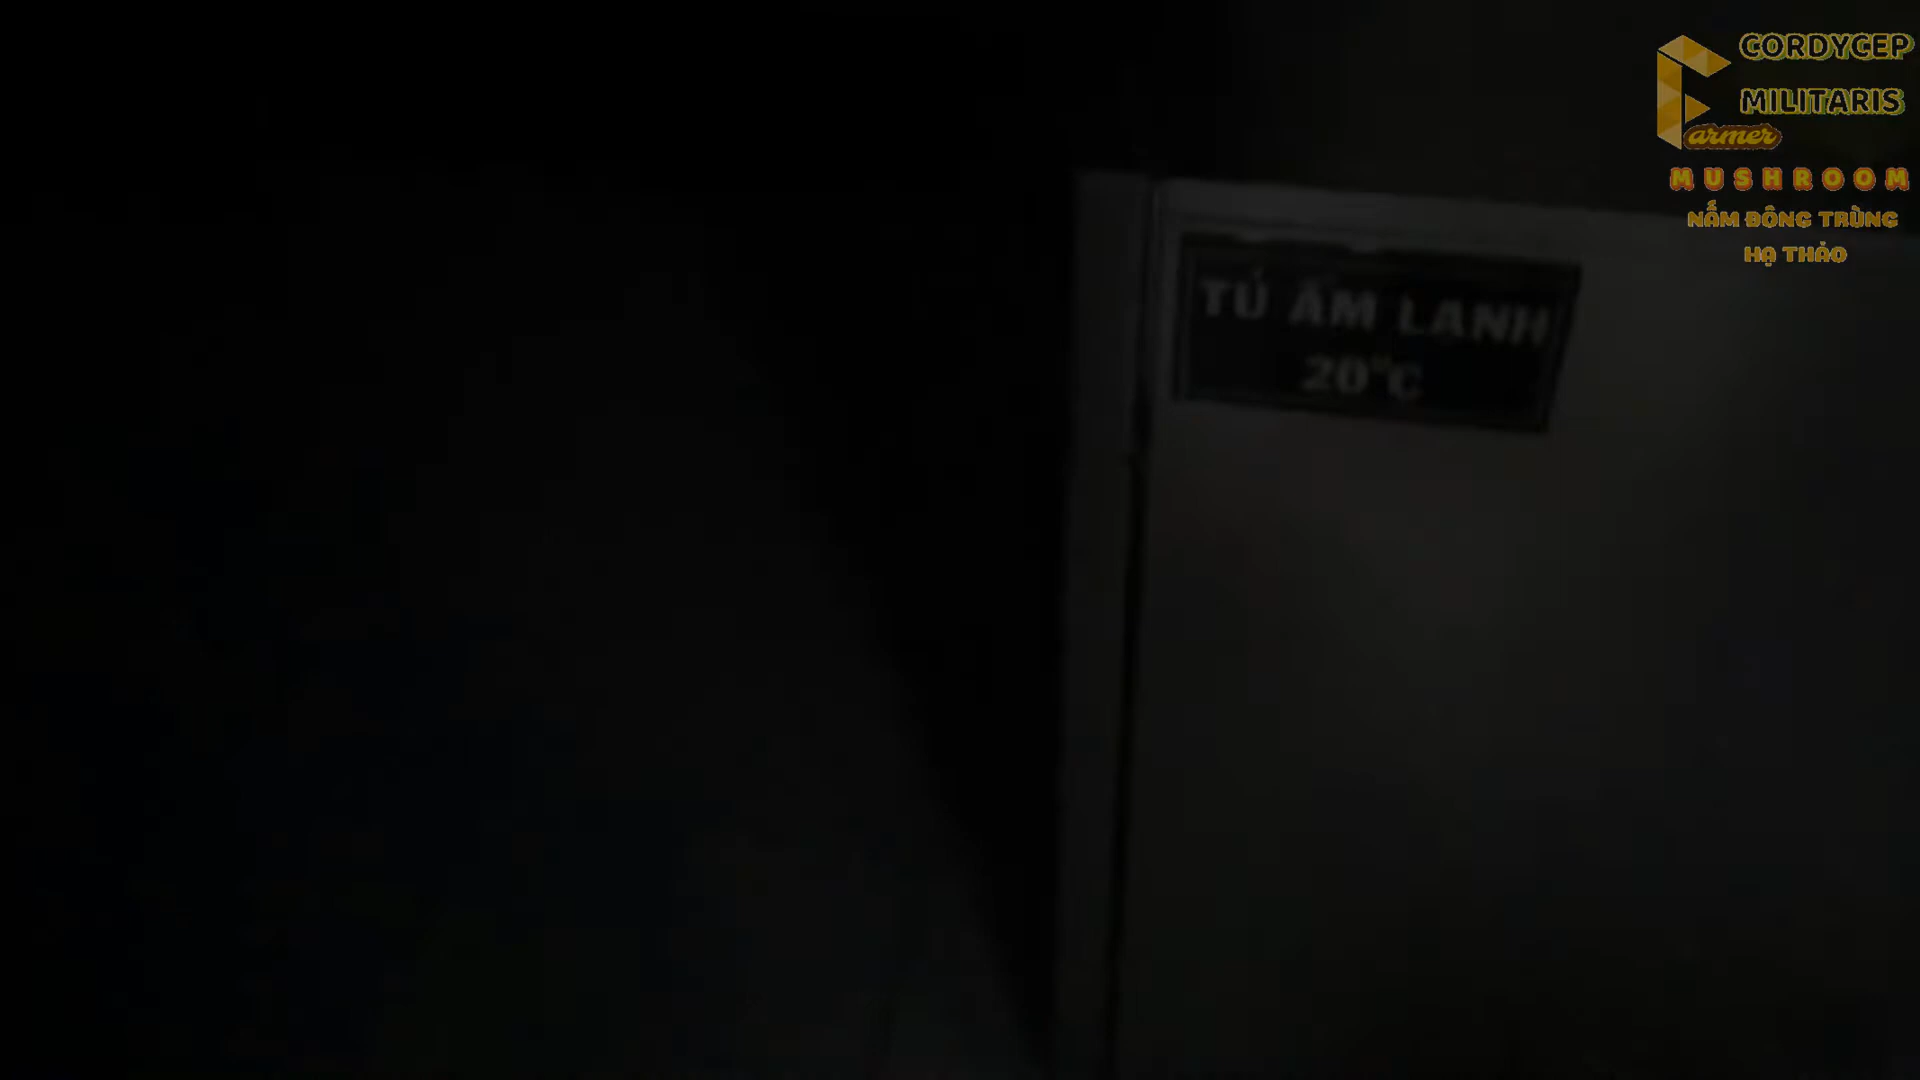 CORDYCEP
MILITARIS
armer
MUSHROOM
NẤM ĐÔNG TRÙNG
HẠ THẢO
TỦ ẤM LẠNH
20°C